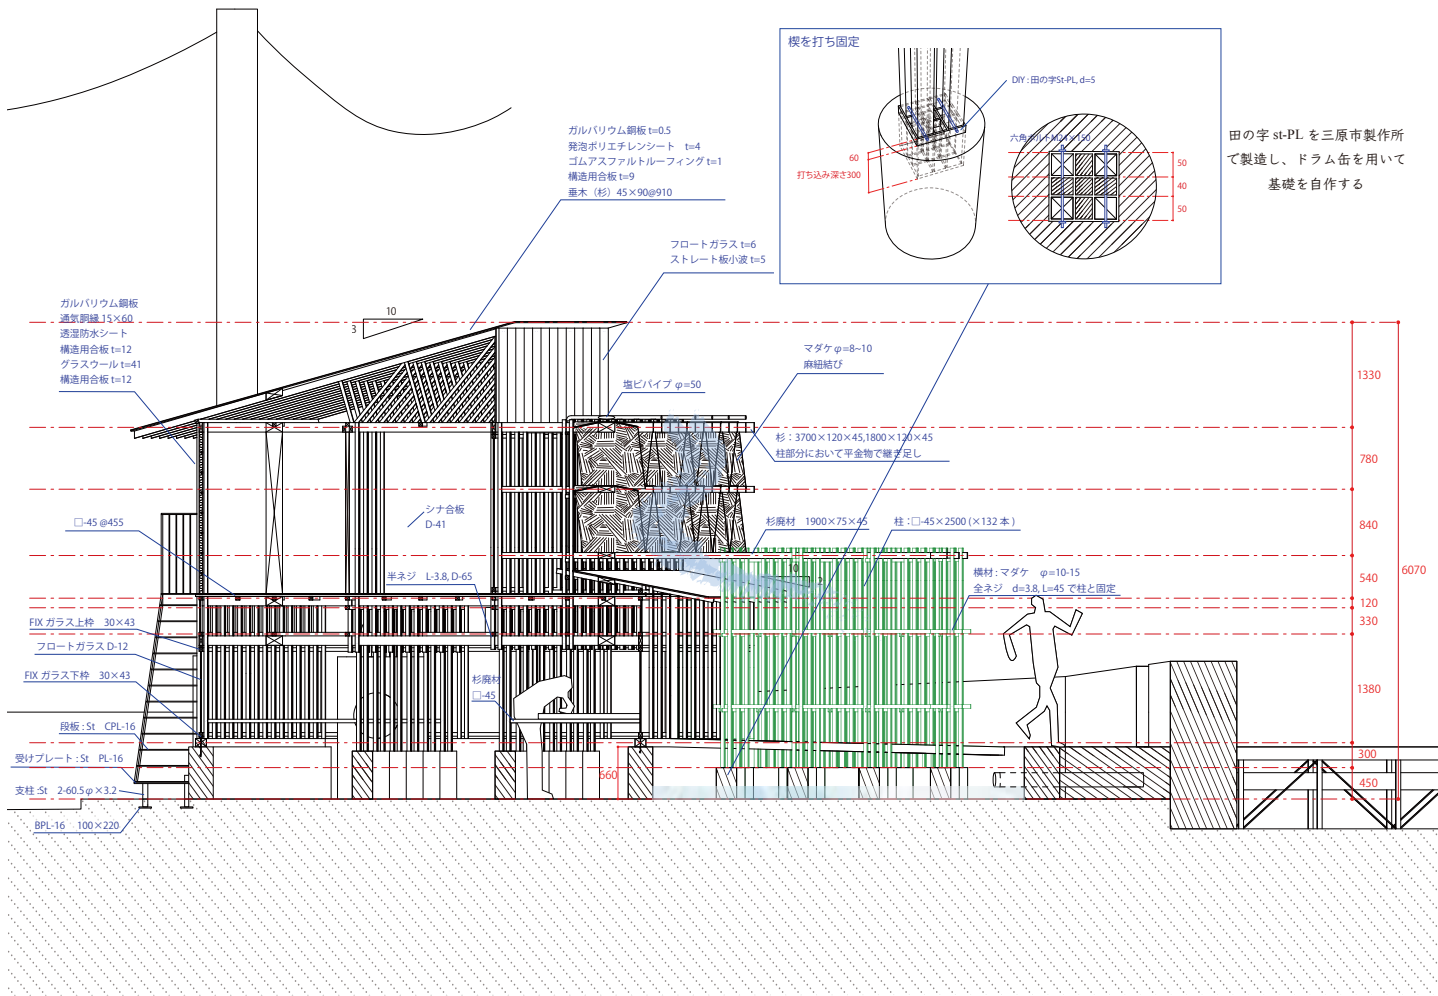 楔を打ち固定
DIY : 田の字St-PL, d=5
六角ボルトM24×150
60
打ち込み深さ300
50
40
50
田の字 st-PL を三原市製作所
で製造し、ドラム缶を用いて
基礎を自作する
ガルバリウム鋼板 t=0.5
発泡ポリエチレンシート t=4
ゴムアスファルトルーフィング t=1
構造用合板 t=9
垂木（杉）45×90@910
フロートガラス t=6
ストレート板小波 t=5
ガルバリウム鋼板
通気胴縁 15×60
透湿防水シート
構造用合板 t=12
グラスウール t=41
構造用合板 t=12
10
3
マダケ φ=8~10
麻紐結び
塩ビパイプ φ=50
杉：3700×120×45,1800×120×45
柱部分において平金物で継ぎ足し
シナ合板
D-41
□-45 @455
杉廃材 1900×75×45
柱 : □-45×2500 (×132 本 )
半ネジ L-3.8, D-65
10
2
横材 : マダケ φ=10-15
全ネジ d=3.8, L=45 で柱と固定
FIX ガラス上枠 30×43
フロートガラス D-12
FIX ガラス下枠 30×43
杉廃材
□-45
段板 : St CPL-16
受けプレート : St PL-16
支柱 :St 2-60.5φ×3.2
BPL-16 100×220
660
1330
780
840
540
120
330
1380
300
450
6070